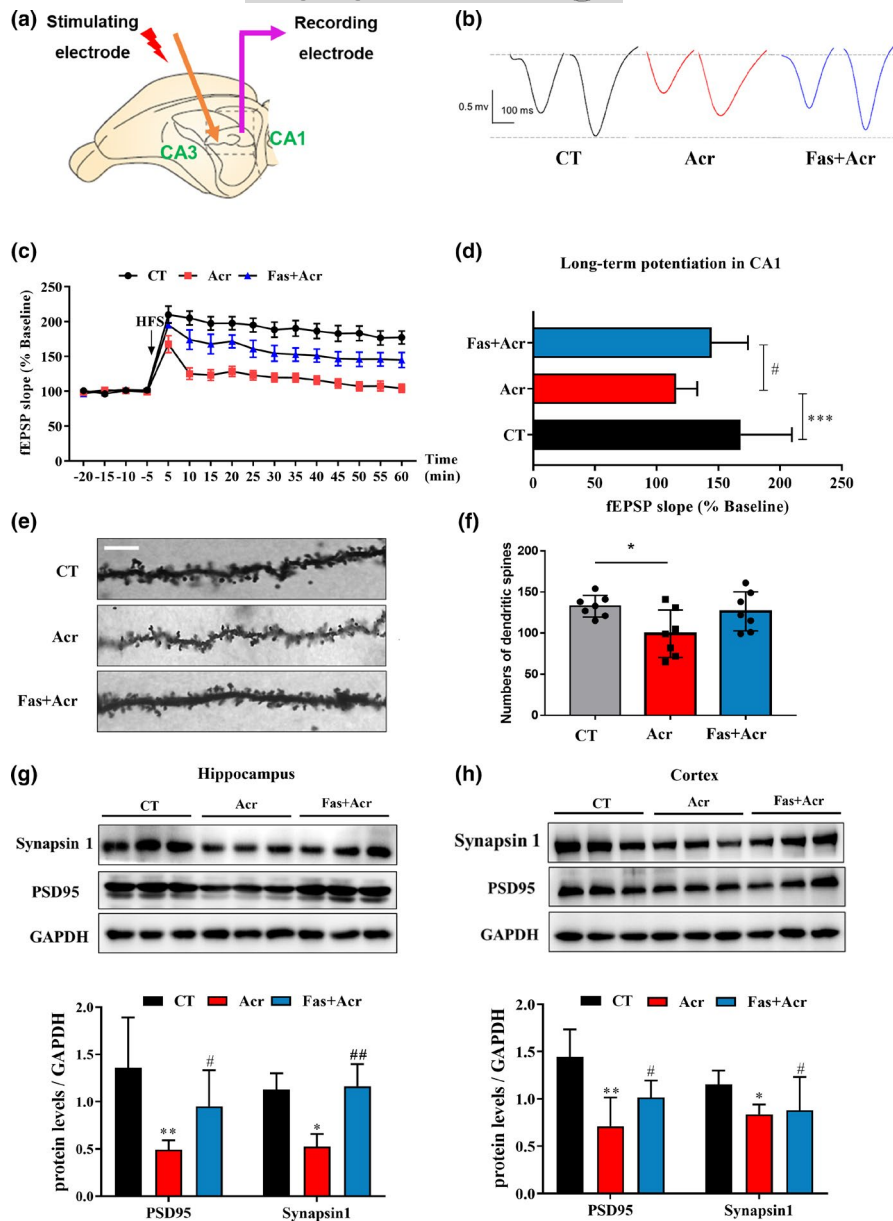 (a)
Stimulating
electrode
Recording
electrode
CA3
CA1
(b)
0.5 mv
100 ms
CT
Acr
Fas+Acr
(c)
CT
Acr
Fas+Acr
HFS
fEPSP slope (% Baseline)
250
200
150
100
50
0
-20
-15
-10
-5
5
10
15
20
25
30
35
40
45
50
55
60
Time
(min)
(d)
Long-term potentiation in CA1
Fas+Acr
Acr
CT
#
***
0
50
100
150
200
250
fEPSP slope (% Baseline)
(e)
CT
Acr
Fas+Acr
(f)
Numbers of dendritic spines
200
150
100
50
0
*
CT
Acr
Fas+Acr
(g)
Hippocampus
CT
Acr
Fas+Acr
Synapsin 1
PSD95
GAPDH
CT
Acr
Fas+Acr
protein levels / GAPDH
2.0
1.5
1.0
0.5
0.0
**
#
*
##
PSD95
Synapsin1
(h)
Cortex
CT
Acr
Fas+Acr
Synapsin 1
PSD95
GAPDH
CT
Acr
Fas+Acr
protein levels / GAPDH
2.0
1.5
1.0
0.5
0.0
**
#
*
#
PSD95
Synapsin1